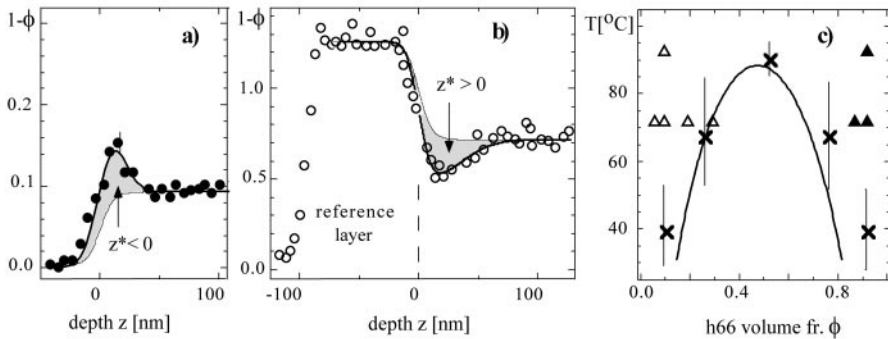 1-ϕ
a)
0.2
0.1
0.0
z*< 0
0
100
depth z [nm]
1-ϕ
b)
1.0
0.5
0.0
z*> 0
reference
layer
-100
0
50
100
depth z [nm]
T[°C]
c)
80
60
40
0.0
0.4
0.8
h66 volume fr. ϕ